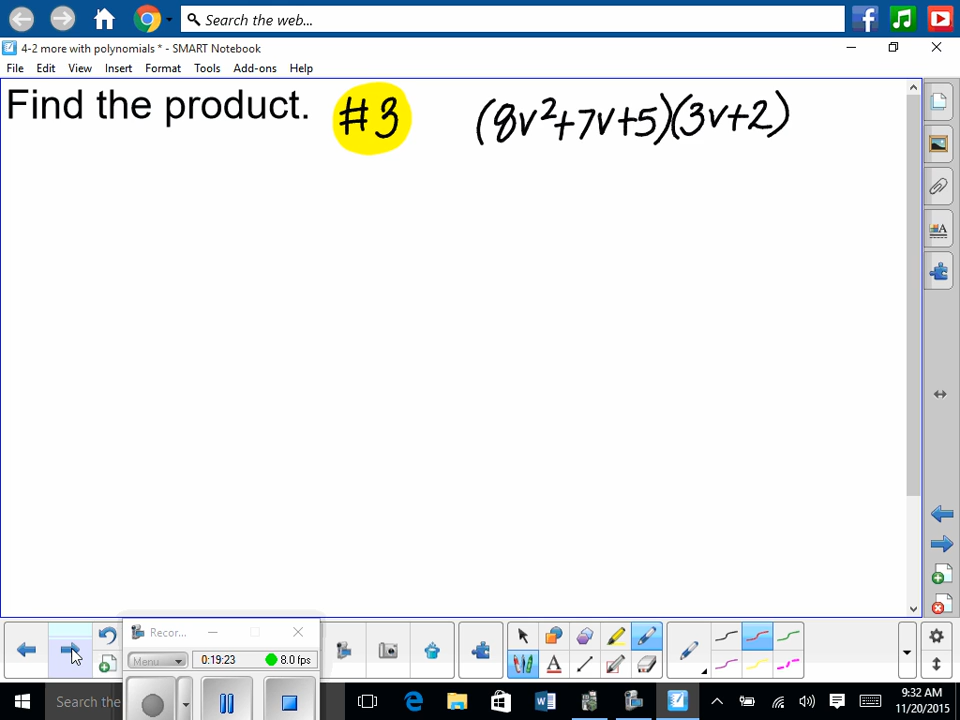 Search the web...
4-2 more with polynomials * - SMART Notebook
File Edit View Insert Format Tools Add-ons Help
Find the product. #3 (8v²+7v+5)(3v+2)
Recor...
Menu 0:19:23 8.0 fps
Search the
9:32 AM
11/20/2015